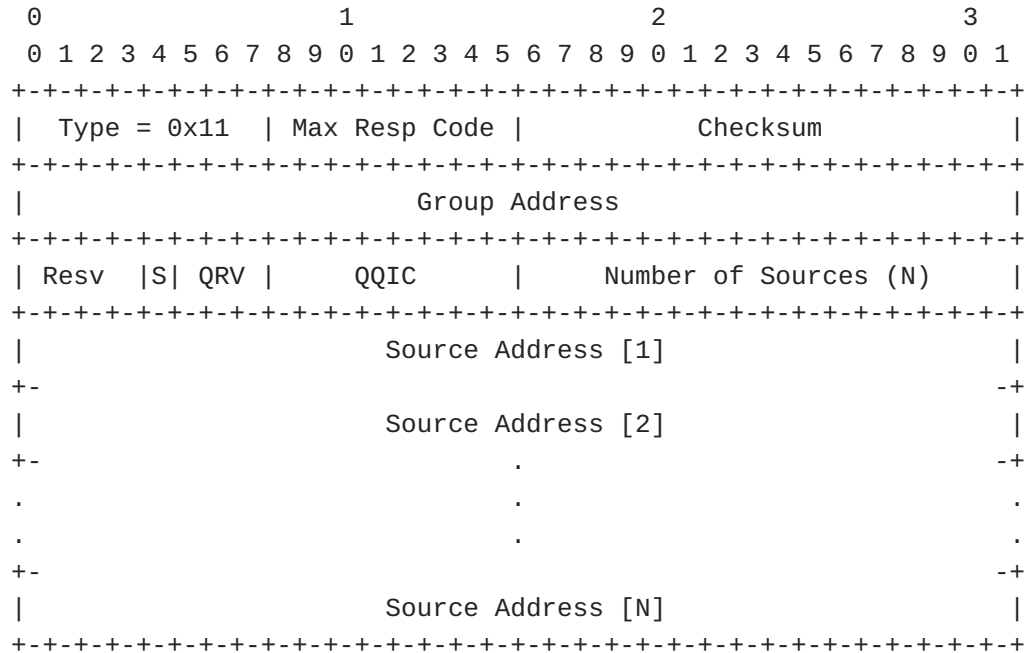 0                   1                   2                   3
 0 1 2 3 4 5 6 7 8 9 0 1 2 3 4 5 6 7 8 9 0 1 2 3 4 5 6 7 8 9 0 1
+-+-+-+-+-+-+-+-+-+-+-+-+-+-+-+-+-+-+-+-+-+-+-+-+-+-+-+-+-+-+-+-+
|  Type = 0x11  | Max Resp Code |           Checksum            |
+-+-+-+-+-+-+-+-+-+-+-+-+-+-+-+-+-+-+-+-+-+-+-+-+-+-+-+-+-+-+-+-+
|                         Group Address                         |
+-+-+-+-+-+-+-+-+-+-+-+-+-+-+-+-+-+-+-+-+-+-+-+-+-+-+-+-+-+-+-+-+
| Resv  |S| QRV |     QQIC      |     Number of Sources (N)     |
+-+-+-+-+-+-+-+-+-+-+-+-+-+-+-+-+-+-+-+-+-+-+-+-+-+-+-+-+-+-+-+-+
|                       Source Address [1]                      |
+-                                                             -+
|                       Source Address [2]                      |
+-                              .                              -+
.                               .                               .
.                               .                               .
+-                                                             -+
|                       Source Address [N]                      |
+-+-+-+-+-+-+-+-+-+-+-+-+-+-+-+-+-+-+-+-+-+-+-+-+-+-+-+-+-+-+-+-+